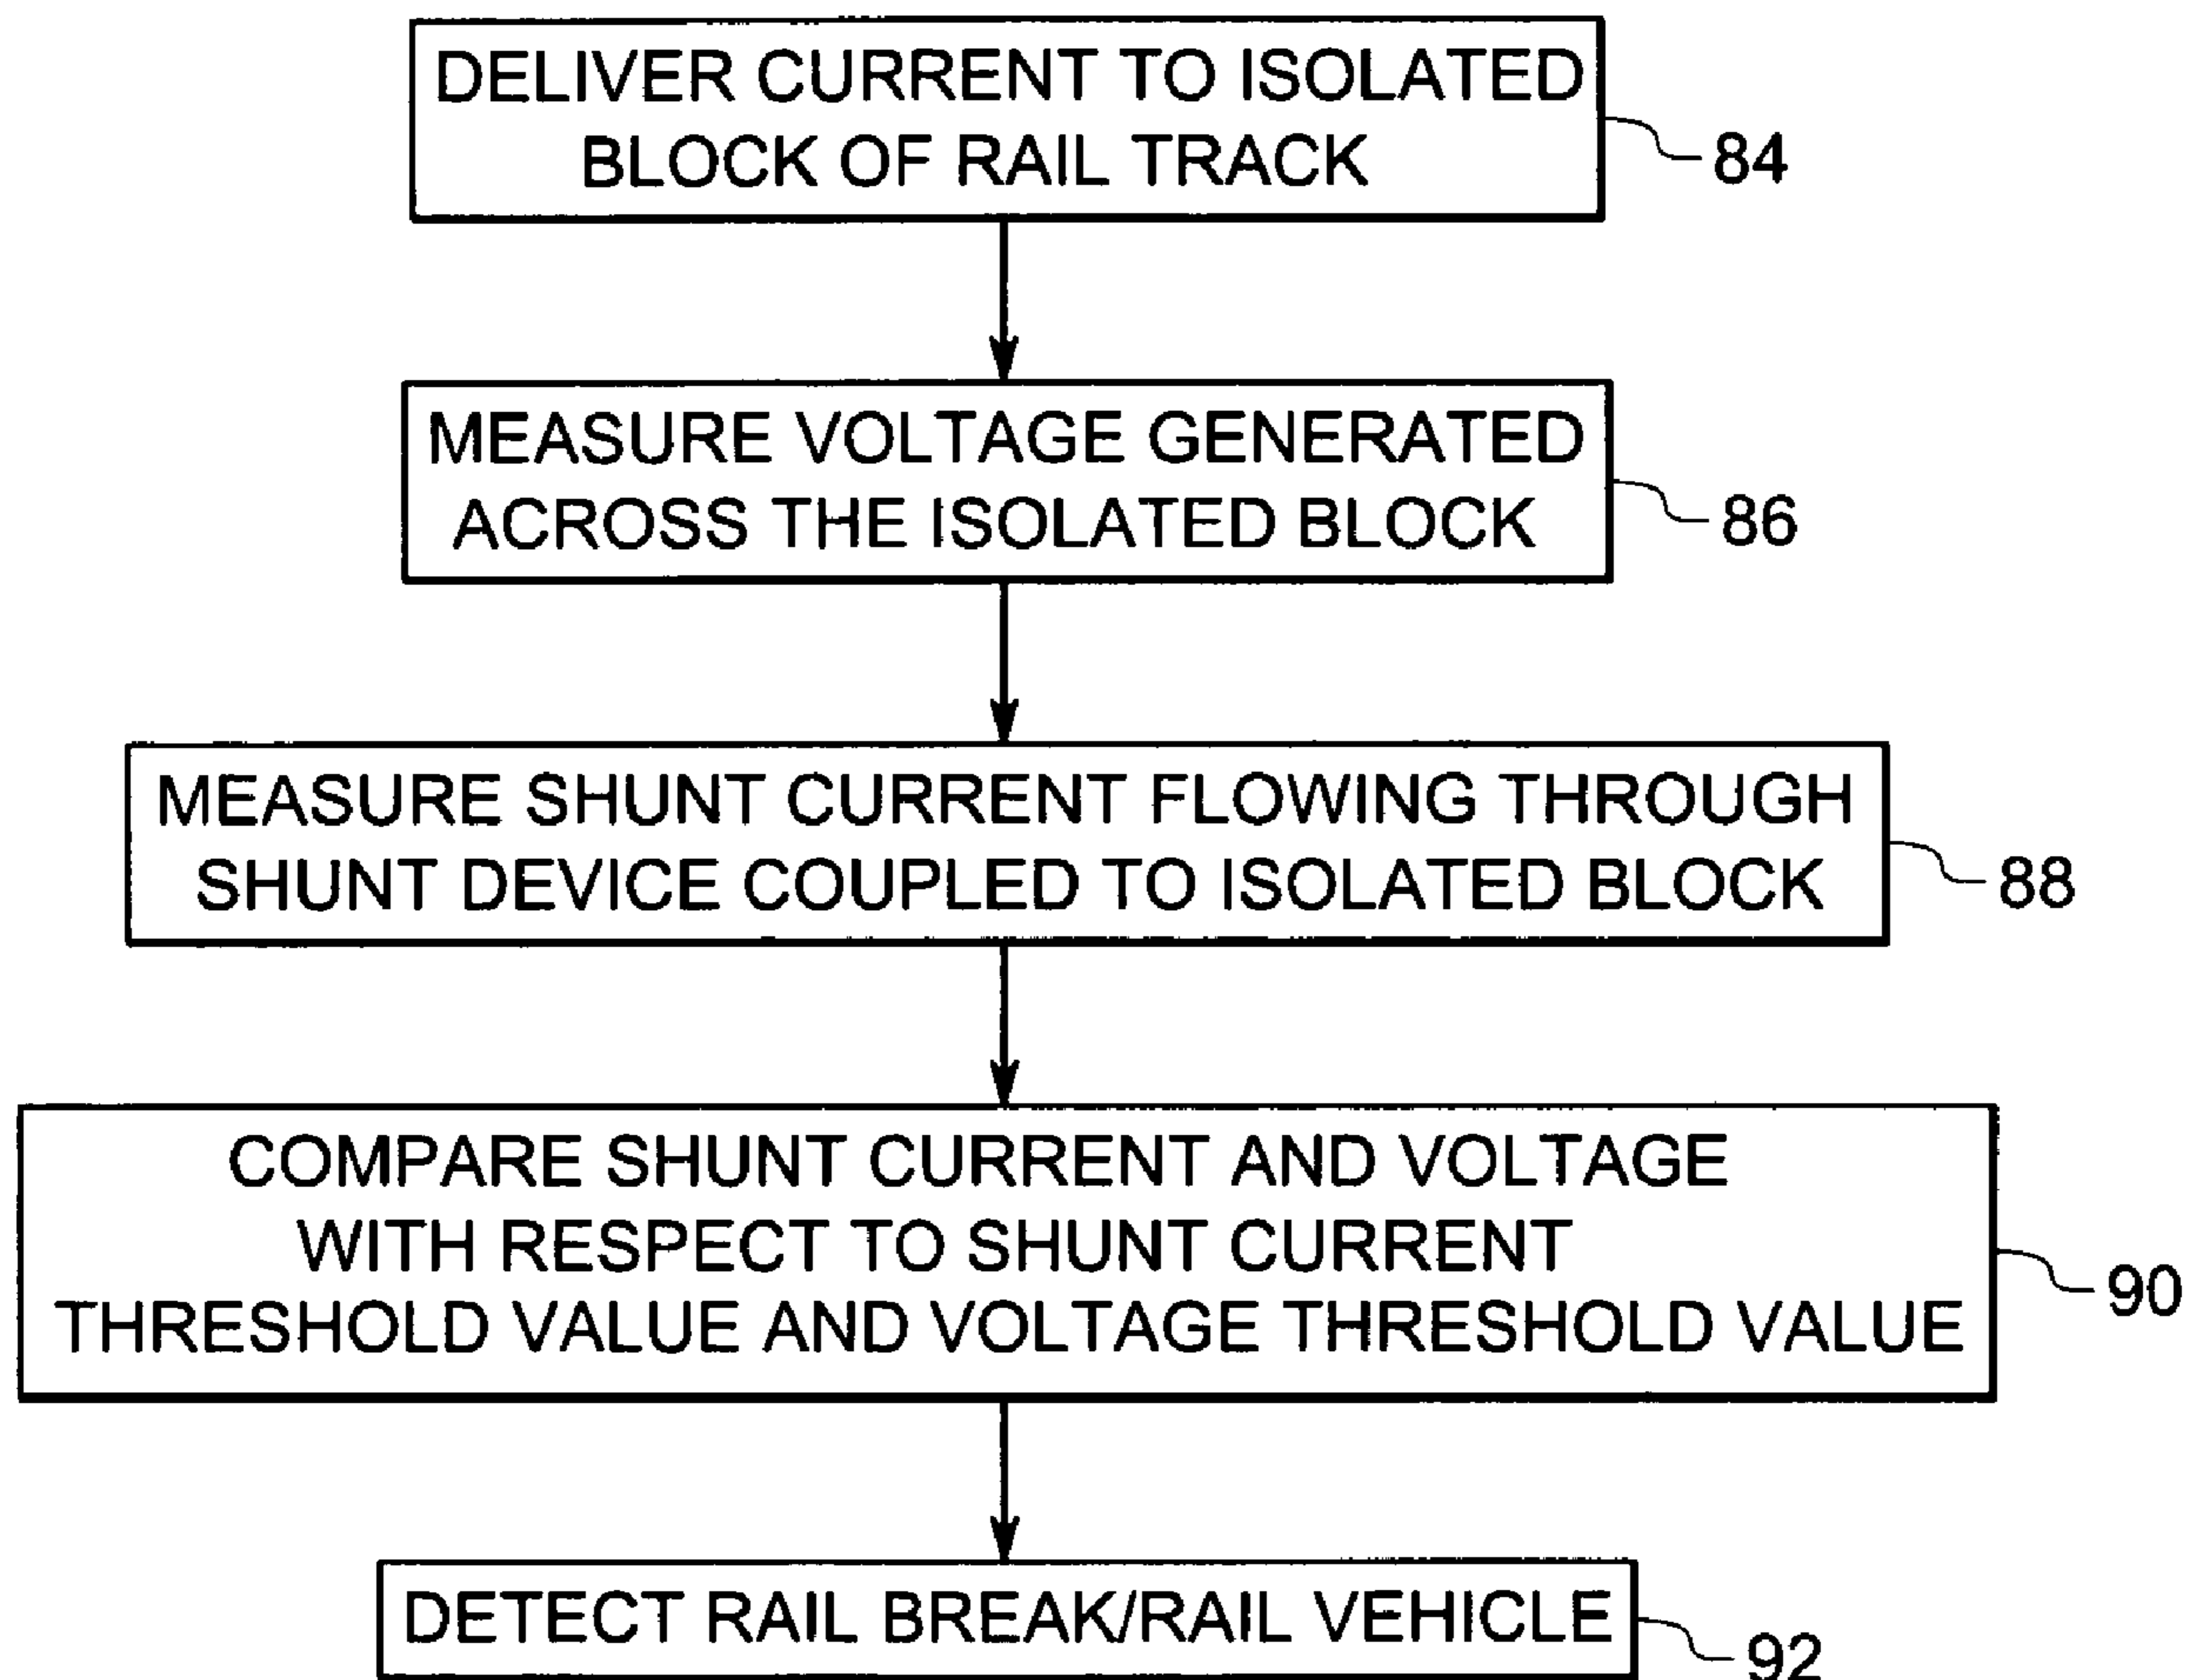 DELIVER CURRENT TO ISOLATED
BLOCK OF RAIL TRACK
84
MEASURE VOLTAGE GENERATED
ACROSS THE ISOLATED BLOCK
86
MEASURE SHUNT CURRENT FLOWING THROUGH
SHUNT DEVICE COUPLED TO ISOLATED BLOCK
88
COMPARE SHUNT CURRENT AND VOLTAGE
WITH RESPECT TO SHUNT CURRENT
THRESHOLD VALUE AND VOLTAGE THRESHOLD VALUE
90
DETECT RAIL BREAK/RAIL VEHICLE
92